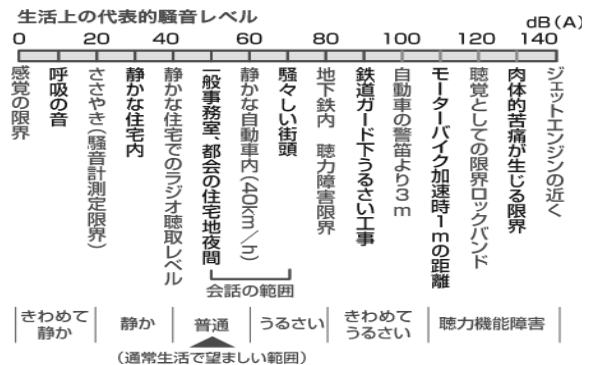 生活上の代表的騒音レベル
dB(A)
0 20 40 60 80 100 120 140
感覚の限界
呼吸の音
ささやき(騒音計測定限界)
静かな住宅内
静かな住宅でのラジオ聴取レベル
一般事務室、都会の住宅地夜間
静かな自動車内(40km/h)
騒々しい街頭
地下鉄内 聴力障害限界
鉄道ガード下うるさい工事
自動車の警笛より3m
モーターバイク加速時1mの距離
聴覚としての限界ロックバンド
肉体的苦痛が生じる限界
ジェットエンジンの近く
会話の範囲
きわめて
静か
静か
普通
うるさい
きわめて
うるさい
聴力機能障害
(通常生活で望ましい範囲)